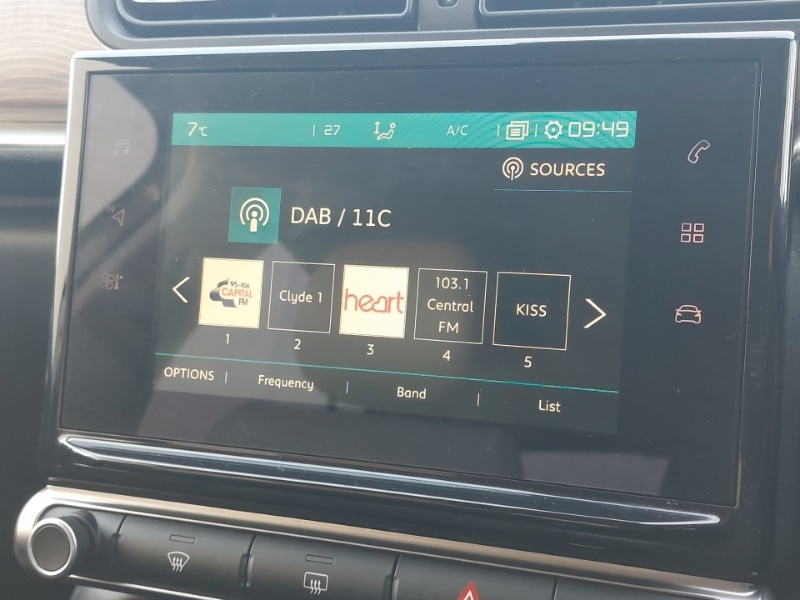 7°C | 27 A/C | | 09:49
SOURCES
DAB / 11C
95-106
CAPITAL
FM
Clyde 1
heart
103.1
Central
FM
KISS
1 2 3 4 5
OPTIONS | Frequency | Band | List